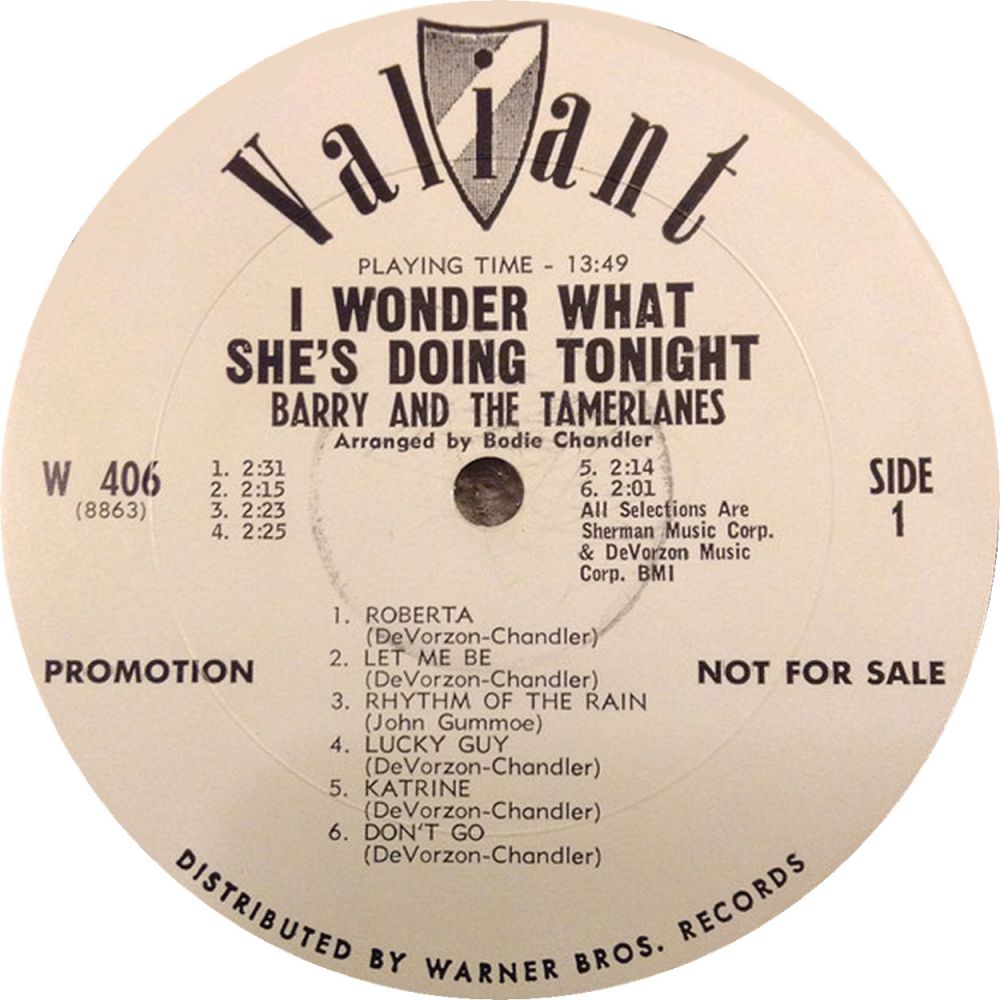 Valiant
PLAYING TIME - 13:49
I WONDER WHAT
SHE'S DOING TONIGHT
BARRY AND THE TAMERLANES
Arranged by Bodie Chandler
W 406
(8863)
1. 2:31
2. 2:15
3. 2:23
4. 2:25
5. 2:14
6. 2:01
All Selections Are
Sherman Music Corp.
& DeVorzon Music
Corp. BMI
SIDE
1
1. ROBERTA
(DeVorzon-Chandler)
2. LET ME BE
(DeVorzon-Chandler)
3. RHYTHM OF THE RAIN
(John Gummoe)
4. LUCKY GUY
(DeVorzon-Chandler)
5. KATRINE
(DeVorzon-Chandler)
6. DON'T GO
(DeVorzon-Chandler)
PROMOTION
NOT FOR SALE
DISTRIBUTED BY WARNER BROS. RECORDS